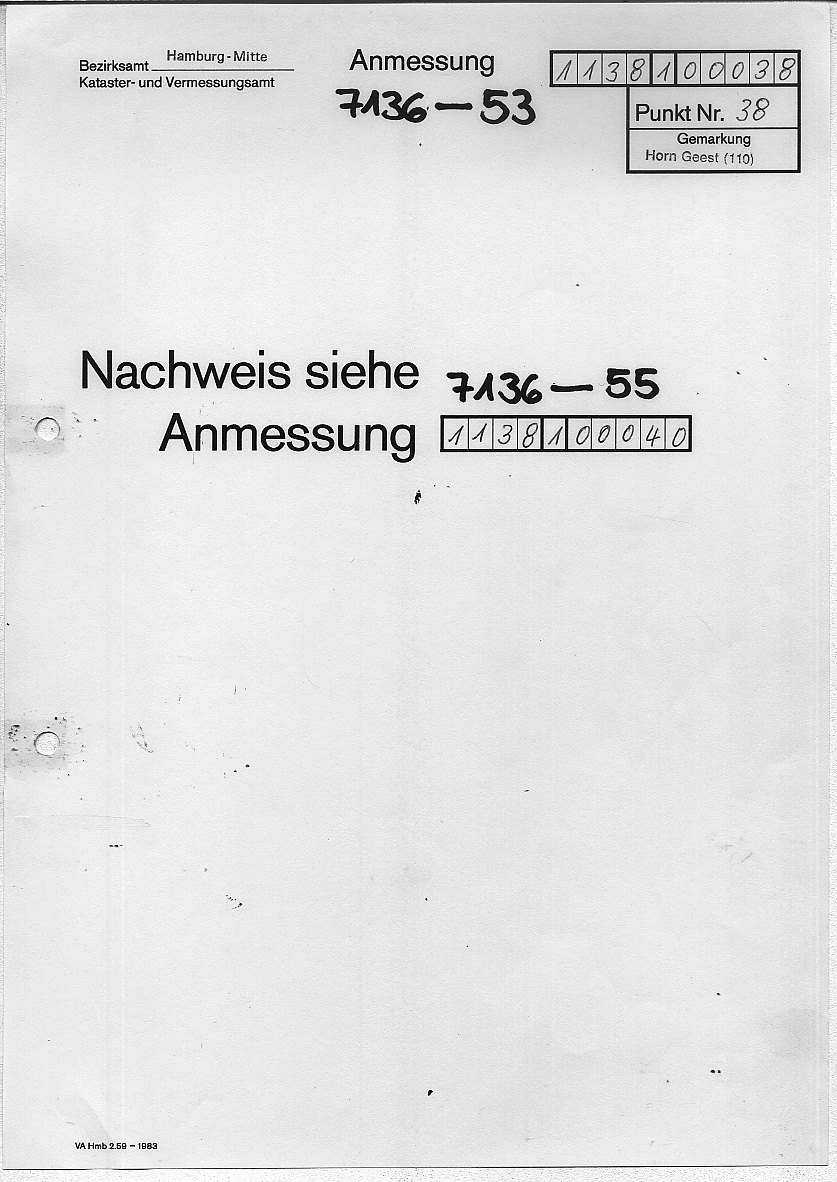 Bezirksamt Hamburg-Mitte
Kataster- und Vermessungsamt
Anmessung
7136-53
1138100038
Punkt Nr. 38
Gemarkung
Horn Geest (110)
Nachweis siehe 7136-55
Anmessung 1138100040
VA Hmb 2.59 – 1983